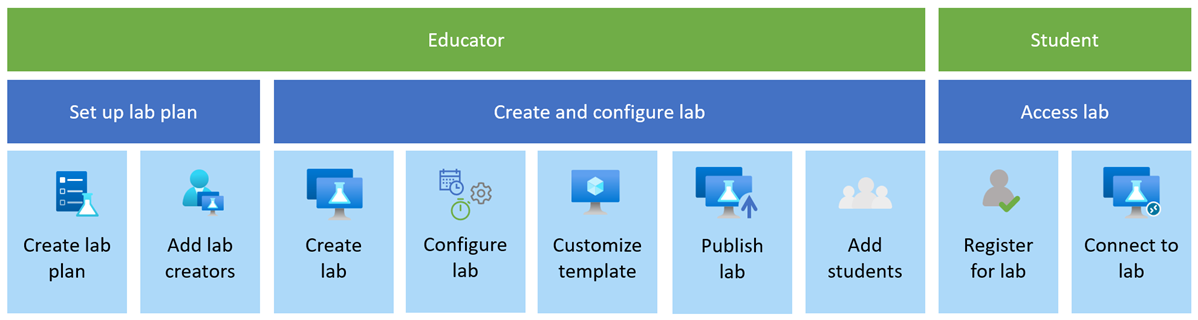 Educator
Student
Set up lab plan
Create and configure lab
Access lab
Create lab
plan
Add lab
creators
Create
lab
Configure
lab
Customize
template
Publish
lab
Add
students
Register
for lab
Connect to
lab